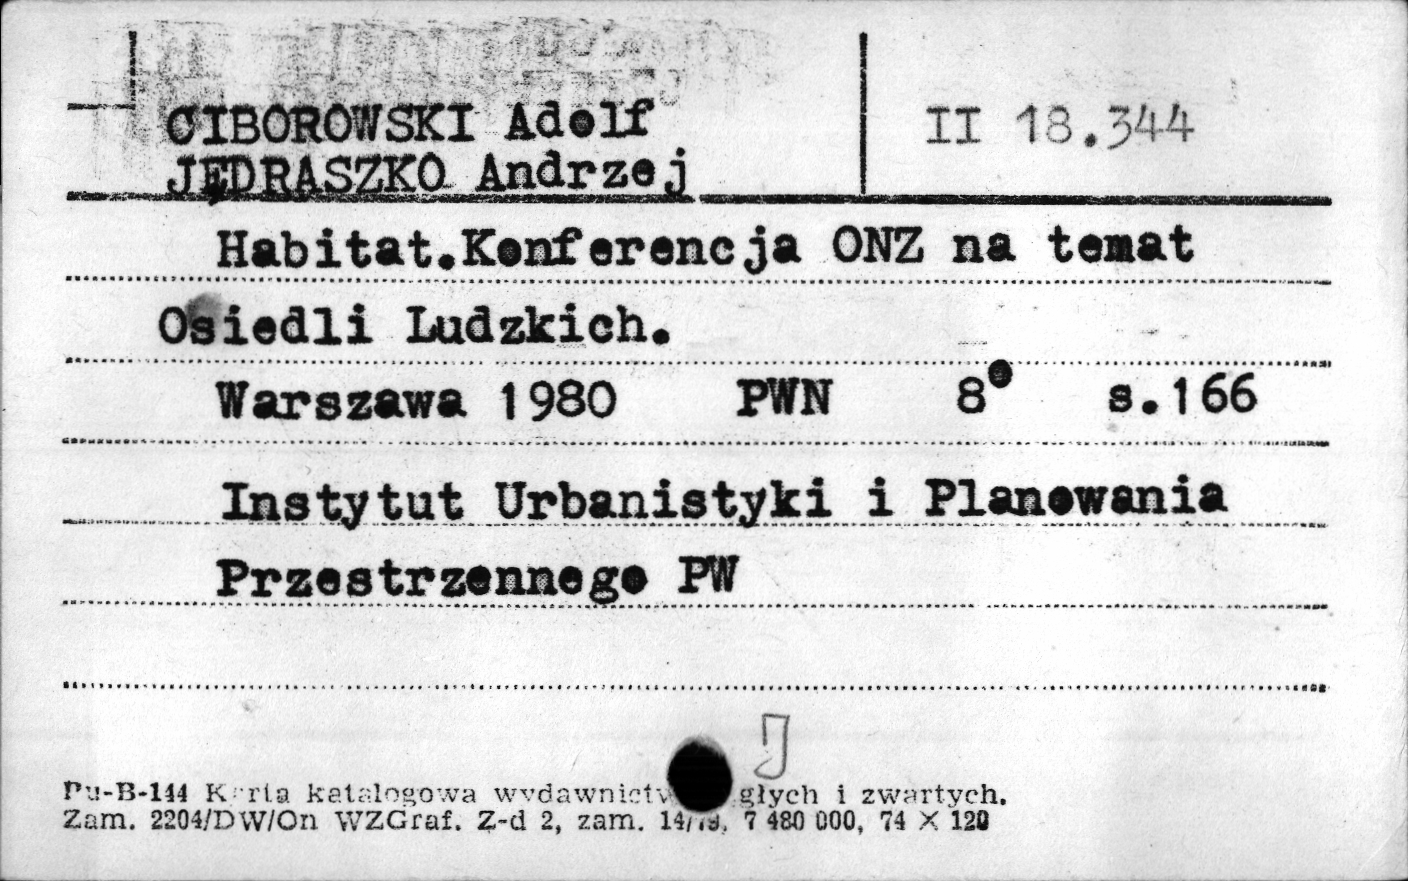 CIBOROWSKI Adolf
II 18.344
JĘDRASZKO Andrzej
Habitat.Konferencja ONZ na temat
Osiedli Ludzkich.
Warszawa 1980 PWN 8° s.166
Instytut Urbanistyki i Planowania
Przestrzennego PW
J
Pu-B-144 Karta katalogowa głych i zwartych.
Zam. 2204/DW/On WZGraf. Z-d 2, zam. 7 480 000, 74 X 120